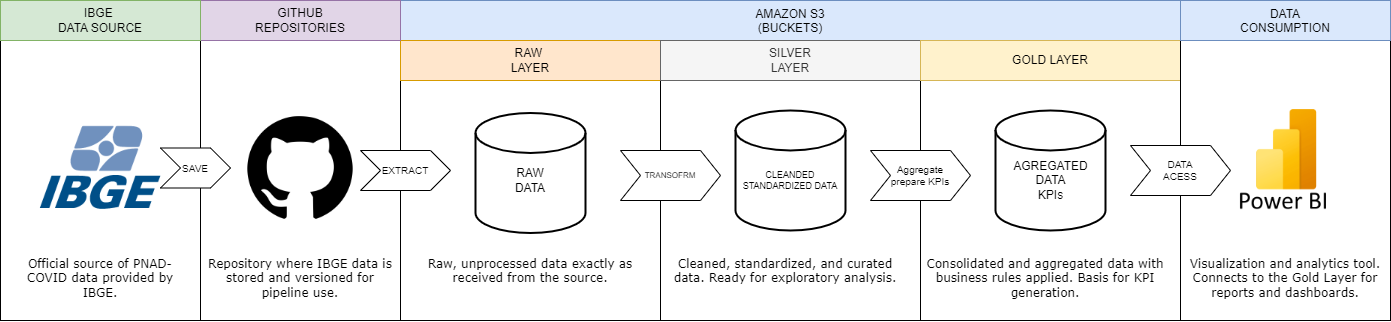 IBGE
DATA SOURCE
GITHUB
REPOSITORIES
AMAZON S3
(BUCKETS)
DATA
CONSUMPTION
RAW
LAYER
SILVER
LAYER
GOLD LAYER
IBGE
SAVE
EXTRACT
RAW
DATA
TRANSOFRM
CLEANDED
STANDARDIZED DATA
Aggregate
prepare KPIs
AGREGATED
DATA
KPIs
DATA
ACESS
Power BI
Official source of PNAD-
COVID data provided by
IBGE.
Repository where IBGE data is
stored and versioned for
pipeline use.
Raw, unprocessed data exactly as
received from the source.
Cleaned, standardized, and curated
data. Ready for exploratory analysis.
Consolidated and aggregated data with
business rules applied. Basis for KPI
generation.
Visualization and analytics tool.
Connects to the Gold Layer for
reports and dashboards.